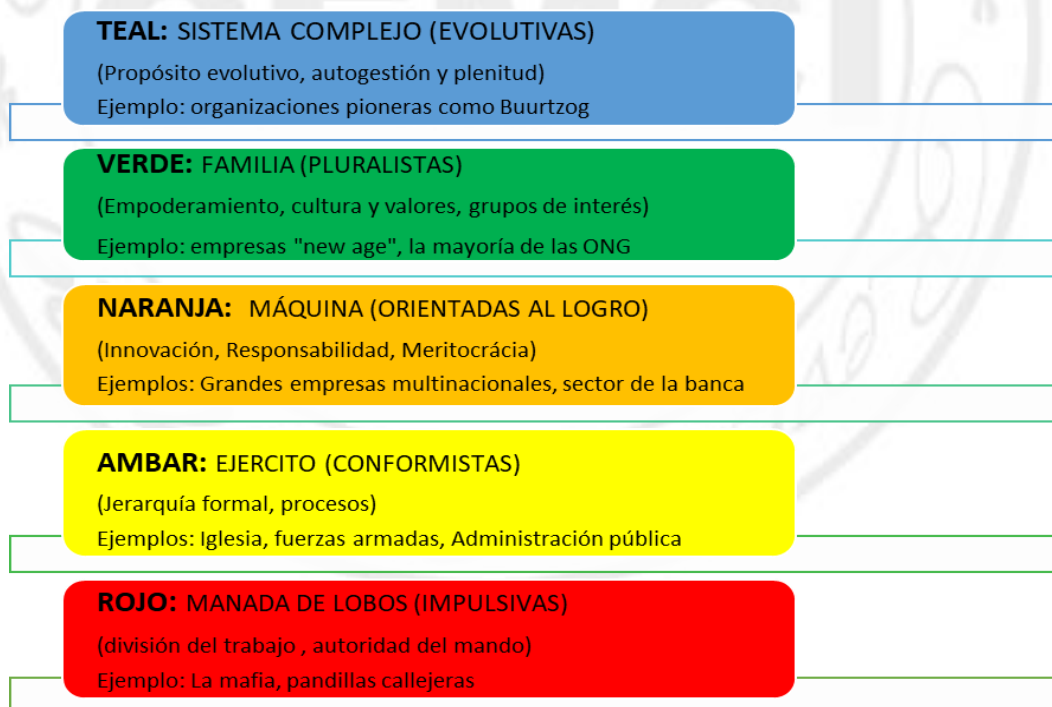 TEAL: SISTEMA COMPLEJO (EVOLUTIVAS)
(Propósito evolutivo, autogestión y plenitud)
Ejemplo: organizaciones pioneras como Buurtzog
VERDE: FAMILIA (PLURALISTAS)
(Empoderamiento, cultura y valores, grupos de interés)
Ejemplo: empresas "new age", la mayoría de las ONG
NARANJA: MÁQUINA (ORIENTADAS AL LOGRO)
(Innovación, Responsabilidad, Meritocrácia)
Ejemplos: Grandes empresas multinacionales, sector de la banca
AMBAR: EJERCITO (CONFORMISTAS)
(Jerarquía formal, procesos)
Ejemplos: Iglesia, fuerzas armadas, Administración pública
ROJO: MANADA DE LOBOS (IMPULSIVAS)
(división del trabajo , autoridad del mando)
Ejemplo: La mafia, pandillas callejeras